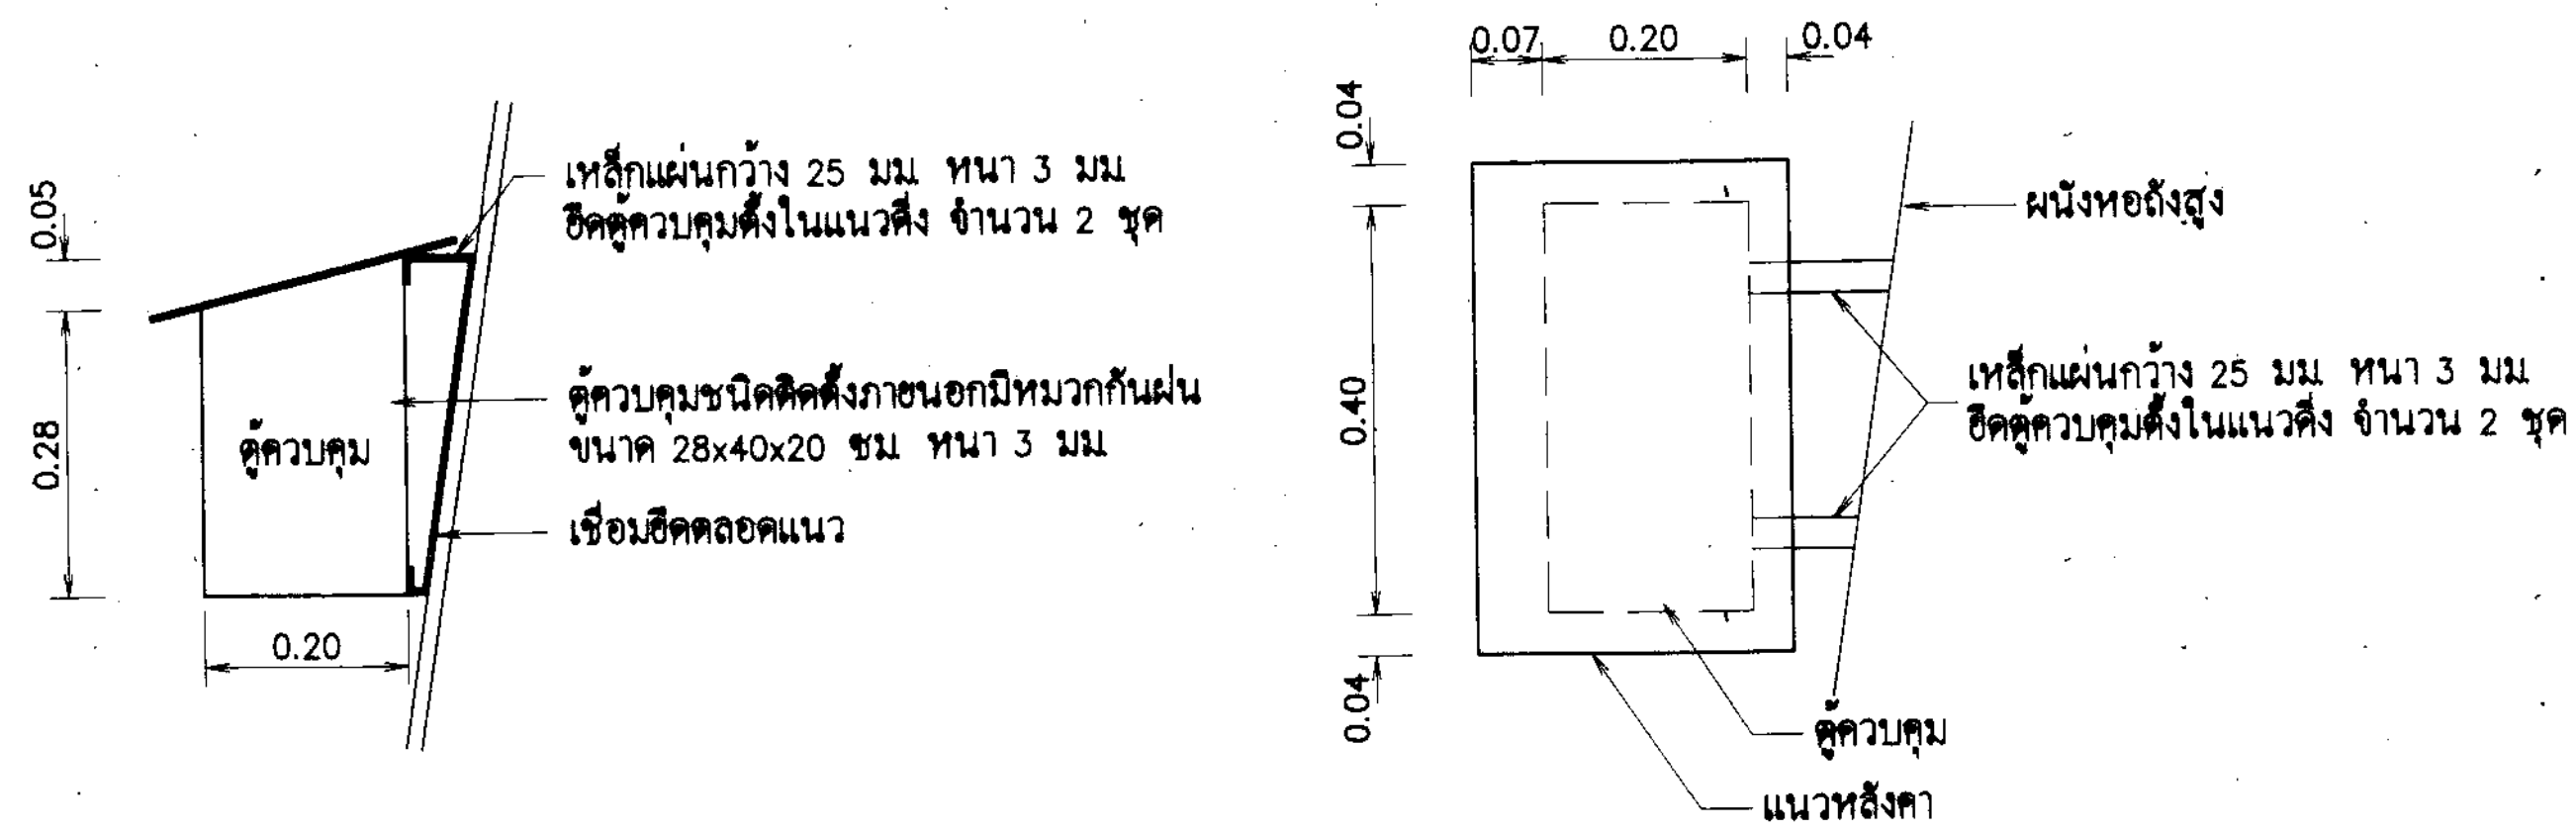 0.05
0.28
0.20
เหล็กแผ่นกว้าง 25 มม หนา 3 มม
ยึดตู้ควบคุมตั้งในแนวดิ่ง จำนวน 2 ชุด
ตู้ควบคุมชนิดติดตั้งภายนอกมีหมวกกันฝน
ขนาด 28x40x20 ซม หนา 3 มม
ตู้ควบคุม
เชื่อมยึดตลอดแนว
0.07 0.20 0.04
0.04
0.40
0.04
ผนังหอถังสูง
เหล็กแผ่นกว้าง 25 มม หนา 3 มม
ยึดตู้ควบคุมตั้งในแนวดิ่ง จำนวน 2 ชุด
ตู้ควบคุม
แนวหลังคา